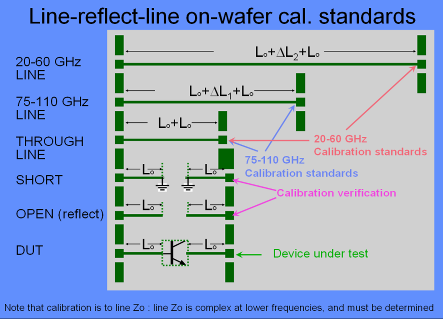 Line-reflect-line on-wafer cal. standards
Lo+ΔL2+Lo
20-60 GHz
LINE
Lo+ΔL1+Lo
75-110 GHz
LINE
Lo+Lo
THROUGH
LINE
20-60 GHz
Calibration standards
75-110 GHz
Calibration standards
Lo Lo
SHORT
Calibration verification
Lo Lo
OPEN (reflect)
Lo Lo
DUT
Device under test
Note that calibration is to line Zo : line Zo is complex at lower frequencies, and must be determined